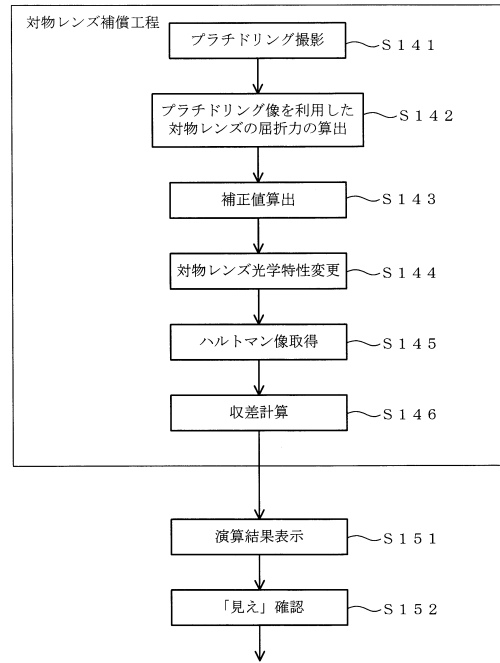 対物レンズ補償工程
プラチドリング撮影
Ｓ１４１
プラチドリング像を利用した
対物レンズの屈折力の算出
Ｓ１４２
補正値算出
Ｓ１４３
対物レンズ光学特性変更
Ｓ１４４
ハルトマン像取得
Ｓ１４５
収差計算
Ｓ１４６
演算結果表示
Ｓ１５１
「見え」確認
Ｓ１５２